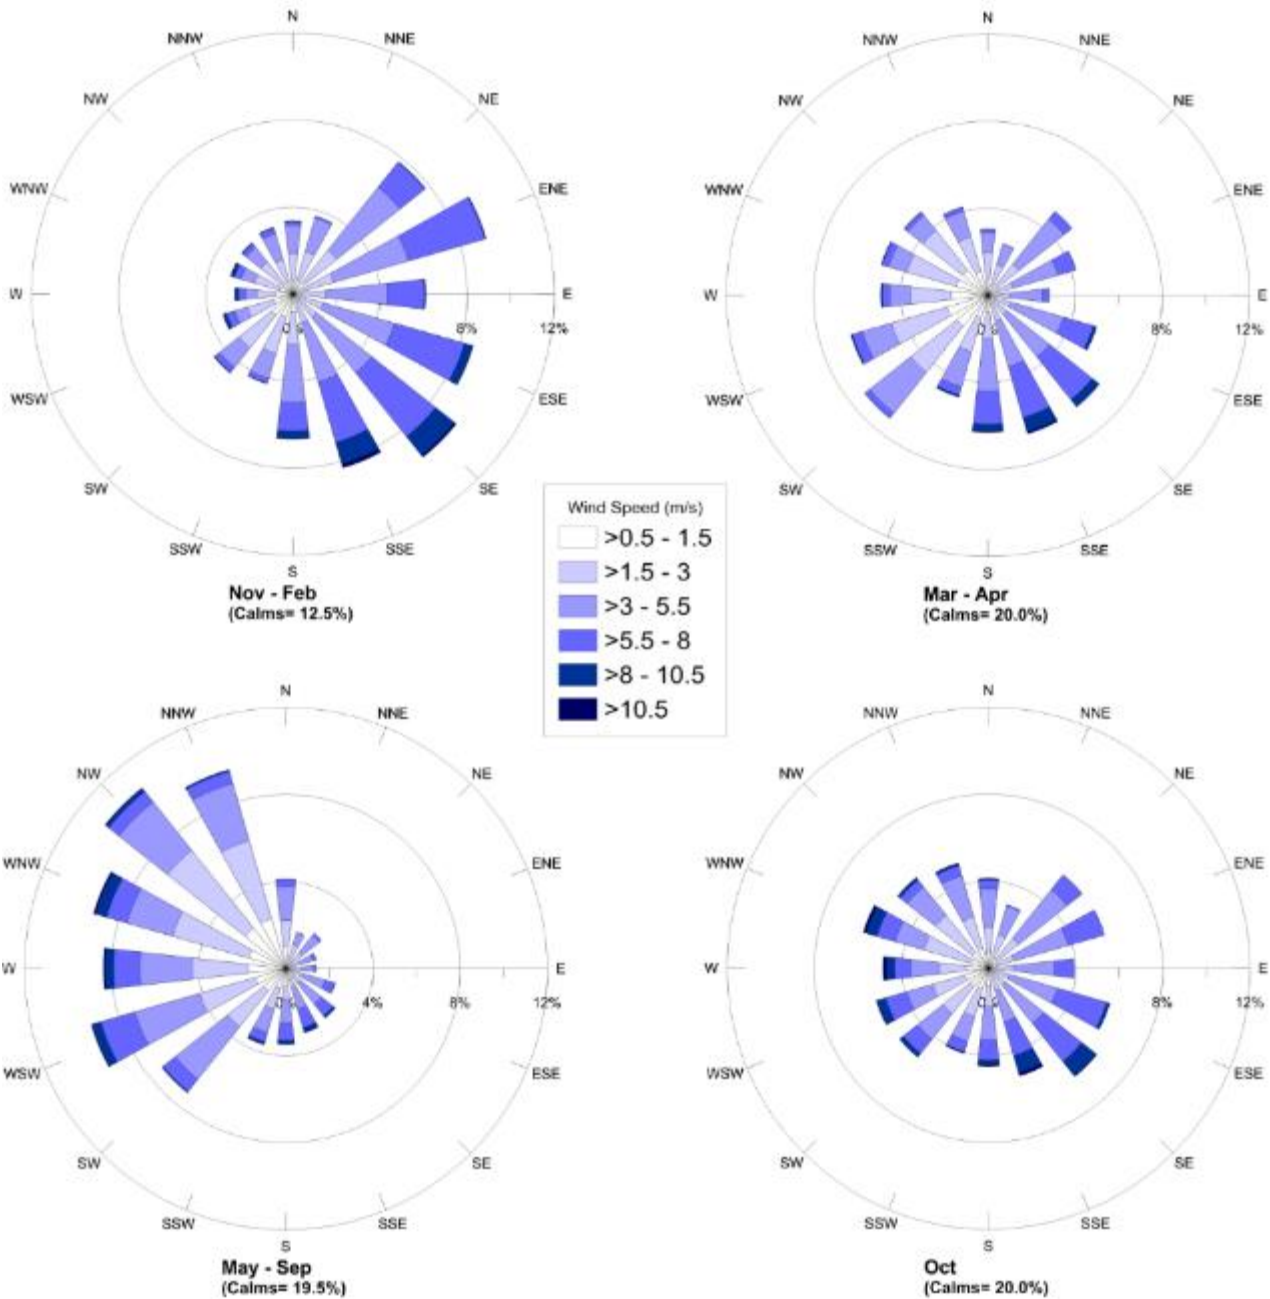 N
NNW
NNE
NW
NE
WNW
ENE
W
E
8%
12%
WSW
ESE
SW
SE
SSW
SSE
S
Nov - Feb
(Calms= 12.5%)
N
NNW
NNE
NW
NE
WNW
ENE
W
E
8%
12%
WSW
ESE
SW
SE
SSW
SSE
S
Mar - Apr
(Calms= 20.0%)
Wind Speed (m/s)
>0.5 - 1.5
>1.5 - 3
>3 - 5.5
>5.5 - 8
>8 - 10.5
>10.5
N
NNW
NNE
NW
NE
WNW
ENE
W
E
4%
8%
12%
WSW
ESE
SW
SE
SSW
SSE
S
May - Sep
(Calms= 19.5%)
N
NNW
NNE
NW
NE
WNW
ENE
W
E
8%
12%
WSW
ESE
SW
SE
SSW
SSE
S
Oct
(Calms= 20.0%)